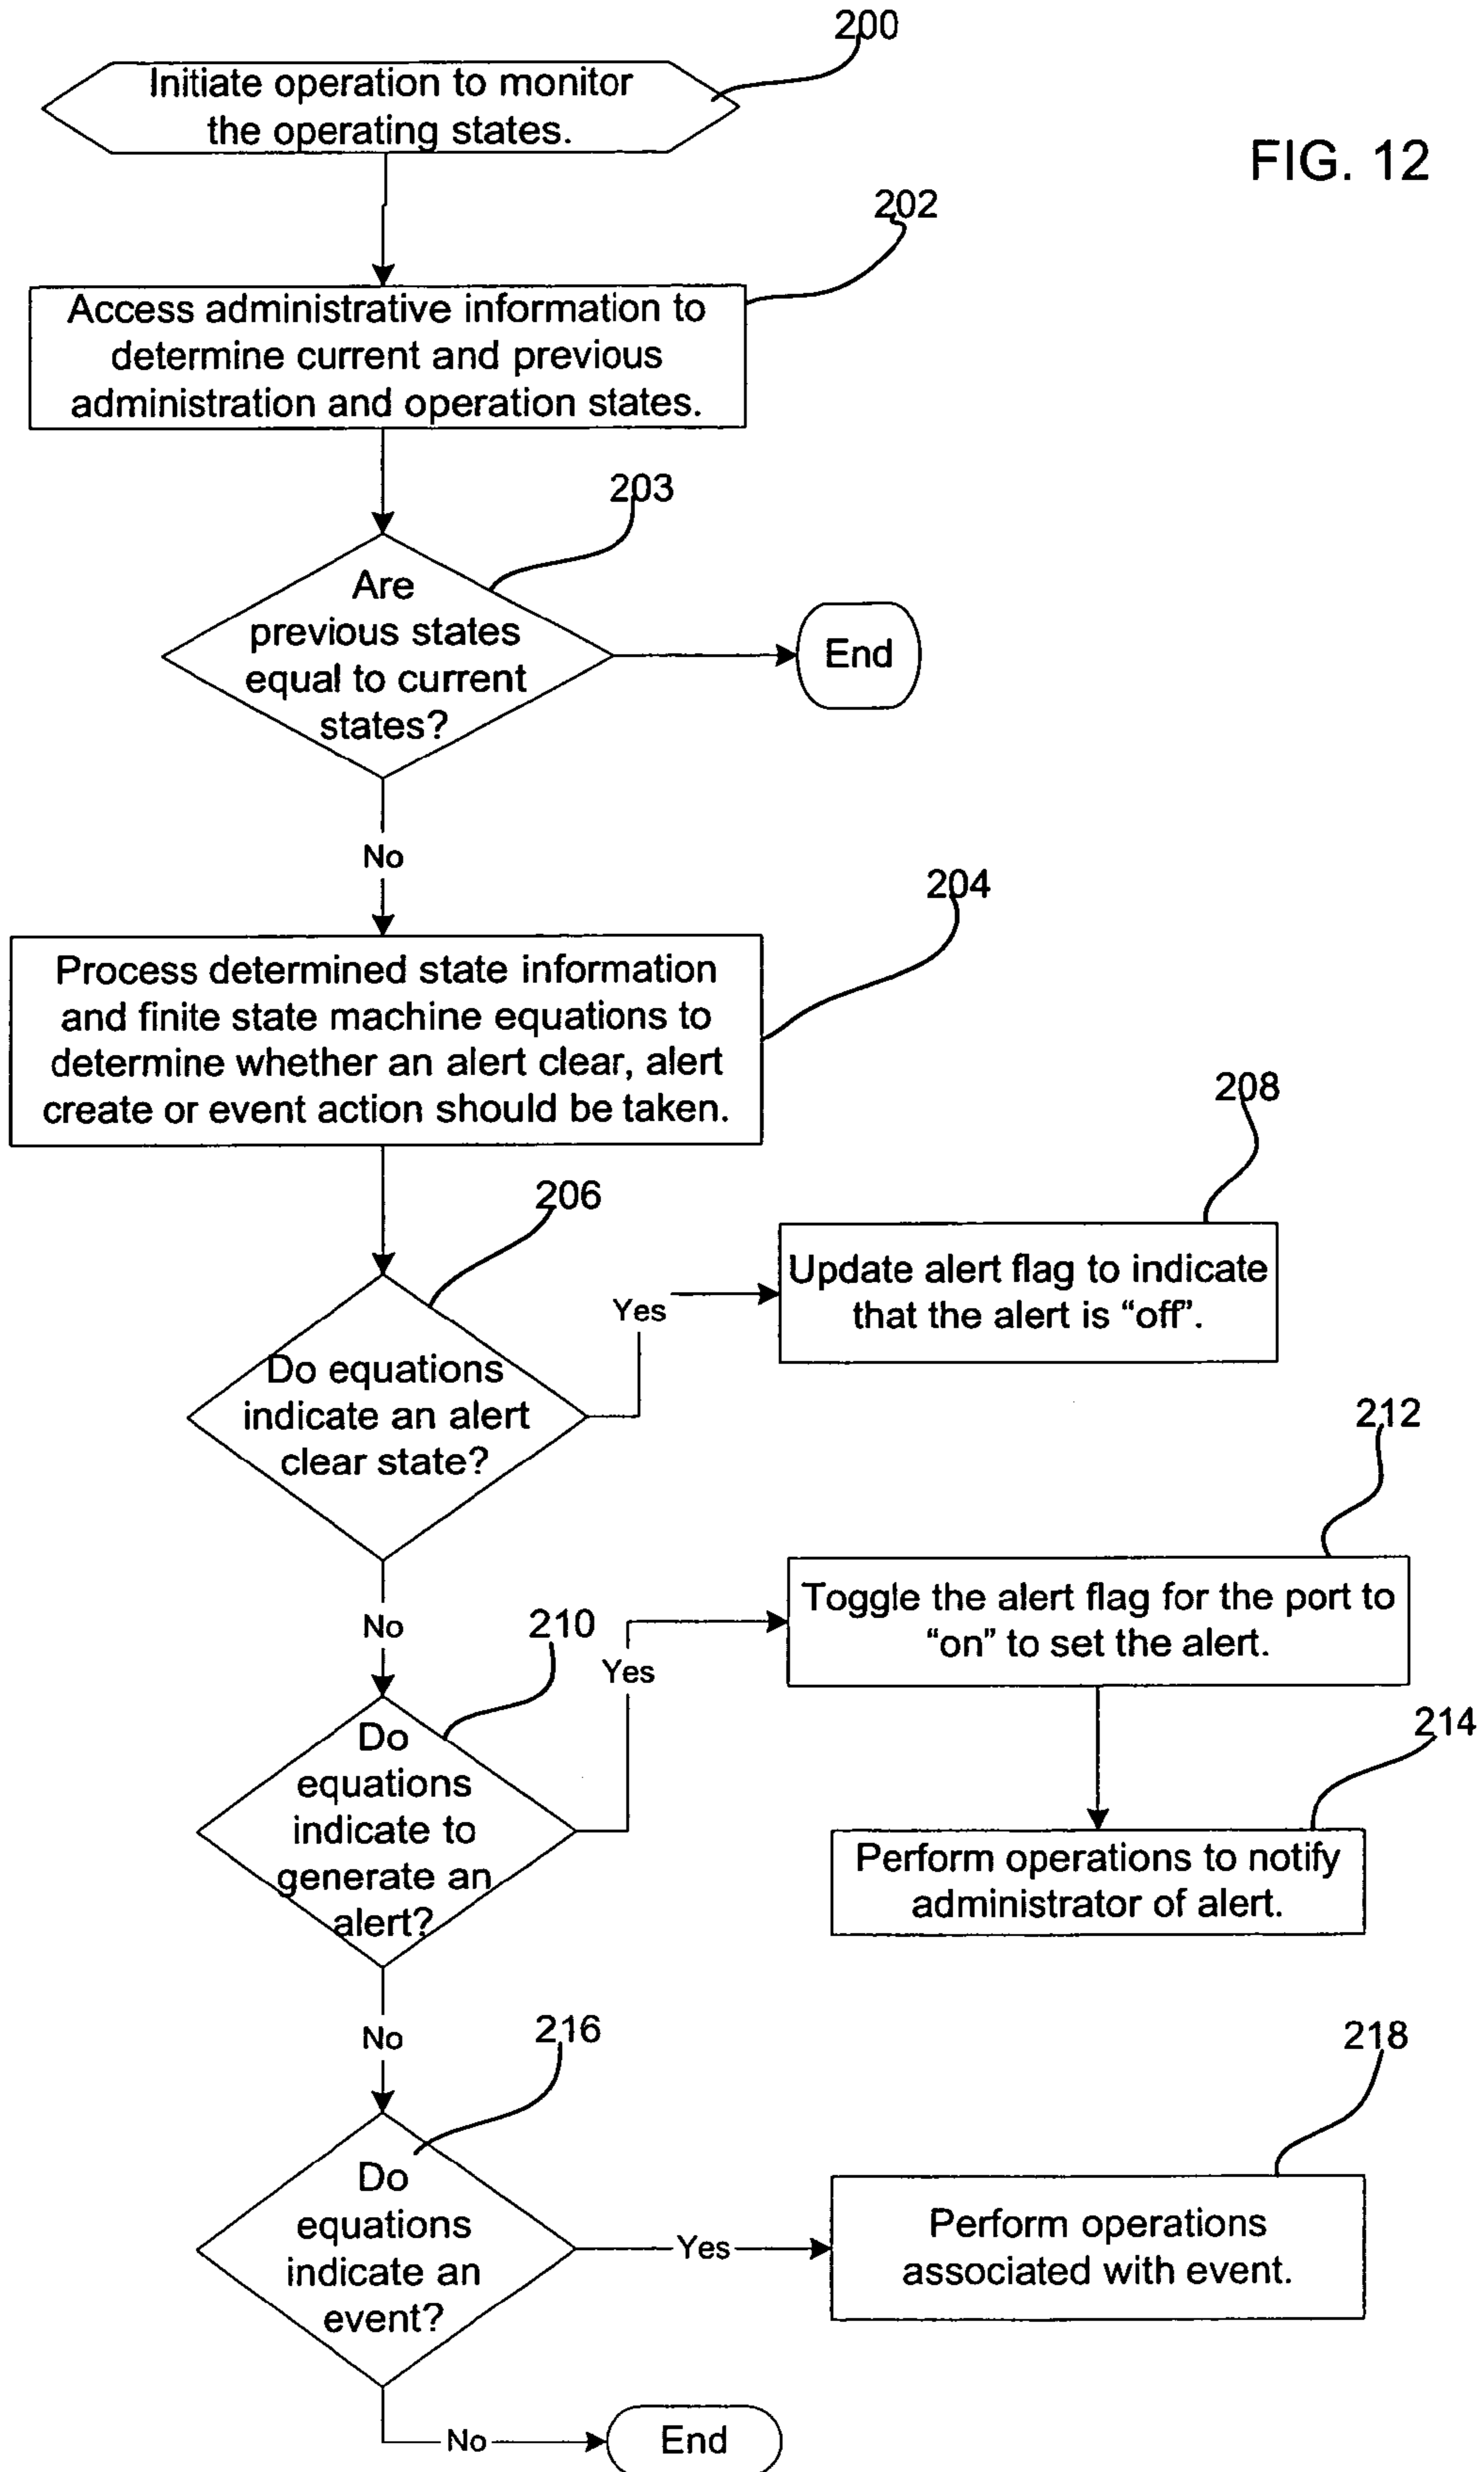 200
Initiate operation to monitor
the operating states.
FIG. 12
202
Access administrative information to
determine current and previous
administration and operation states.
203
Are
previous states
equal to current
states?
End
No
204
Process determined state information
and finite state machine equations to
determine whether an alert clear, alert
create or event action should be taken.
208
206
Update alert flag to indicate
that the alert is “off”.
Yes
Do equations
indicate an alert
clear state?
212
No
210
Toggle the alert flag for the port to
“on” to set the alert.
Yes
214
Do
equations
indicate to
generate an
alert?
Perform operations to notify
administrator of alert.
No
216
218
Do
equations
indicate an
event?
Yes
Perform operations
associated with event.
No
End